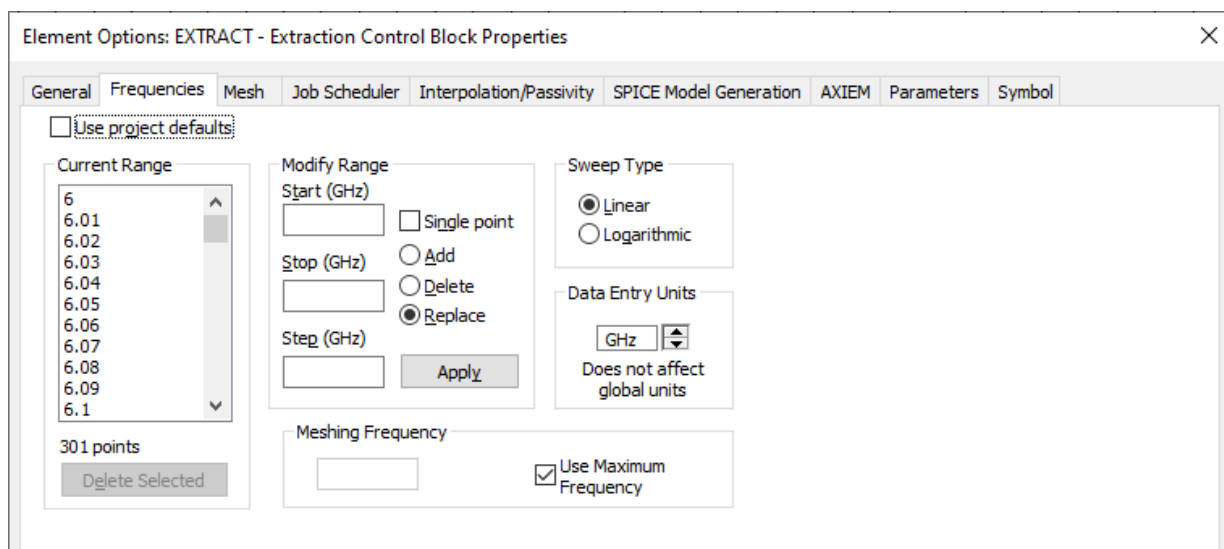 Element Options: EXTRACT - Extraction Control Block Properties
General Frequencies Mesh Job Scheduler Interpolation/Passivity SPICE Model Generation AXIEM Parameters Symbol
Use project defaults
Current Range
6
6.01
6.02
6.03
6.04
6.05
6.06
6.07
6.08
6.09
6.1
301 points
Delete Selected
Modify Range
Start (GHz)
Single point
Add
Stop (GHz)
Delete
Replace
Step (GHz)
Apply
Sweep Type
Linear
Logarithmic
Data Entry Units
GHz
Does not affect
global units
Meshing Frequency
Use Maximum
Frequency